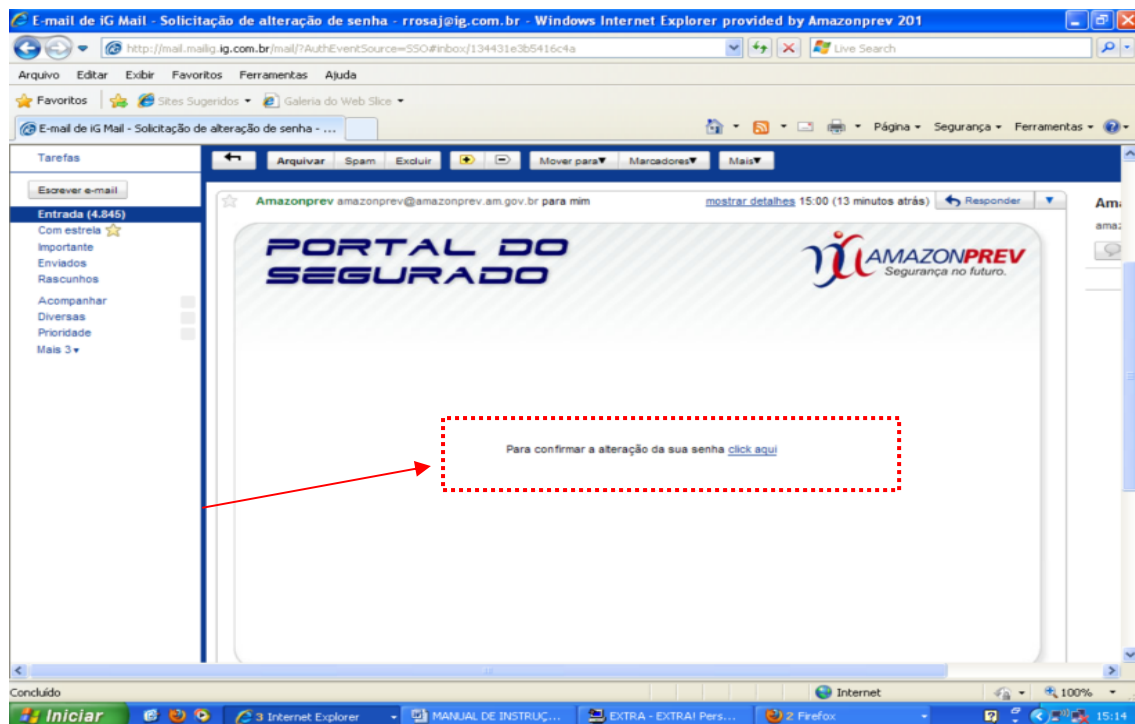 E-mail de iG Mail - Solicitação de alteração de senha - rrosaj@ig.com.br - Windows Internet Explorer provided by Amazonprev 201
http://mail.mailig.ig.com.br/mail/?AuthEventSource=SSO#inbox/134431e3b5416c4a
Live Search
Arquivo Editar Exibir Favoritos Ferramentas Ajuda
Favoritos Sites Sugeridos Galeria do Web Slice
E-mail de iG Mail - Solicitação de alteração de senha - ...
Página Segurança Ferramentas
Tarefas
Arquivar Spam Excluir Mover para Marcadores Mais
Escrever e-mail
Amazonprev amazonprev@amazonprev.am.gov.br para mim mostrar detalhes 15:00 (13 minutos atrás) Responder
Entrada (4.845)
Com estrela
Importante
Enviados
Rascunhos
Acompanhar
Diversas
Prioridade
Mais 3
PORTAL DO
SEGURADO
AMAZONPREV
Segurança no futuro.
Para confirmar a alteração da sua senha click aqui
Concluído
Internet
100%
Iniciar
3 Internet Explorer
MANUAL DE INSTRUÇ...
EXTRA - EXTRA! Pers...
2 Firefox
15:14